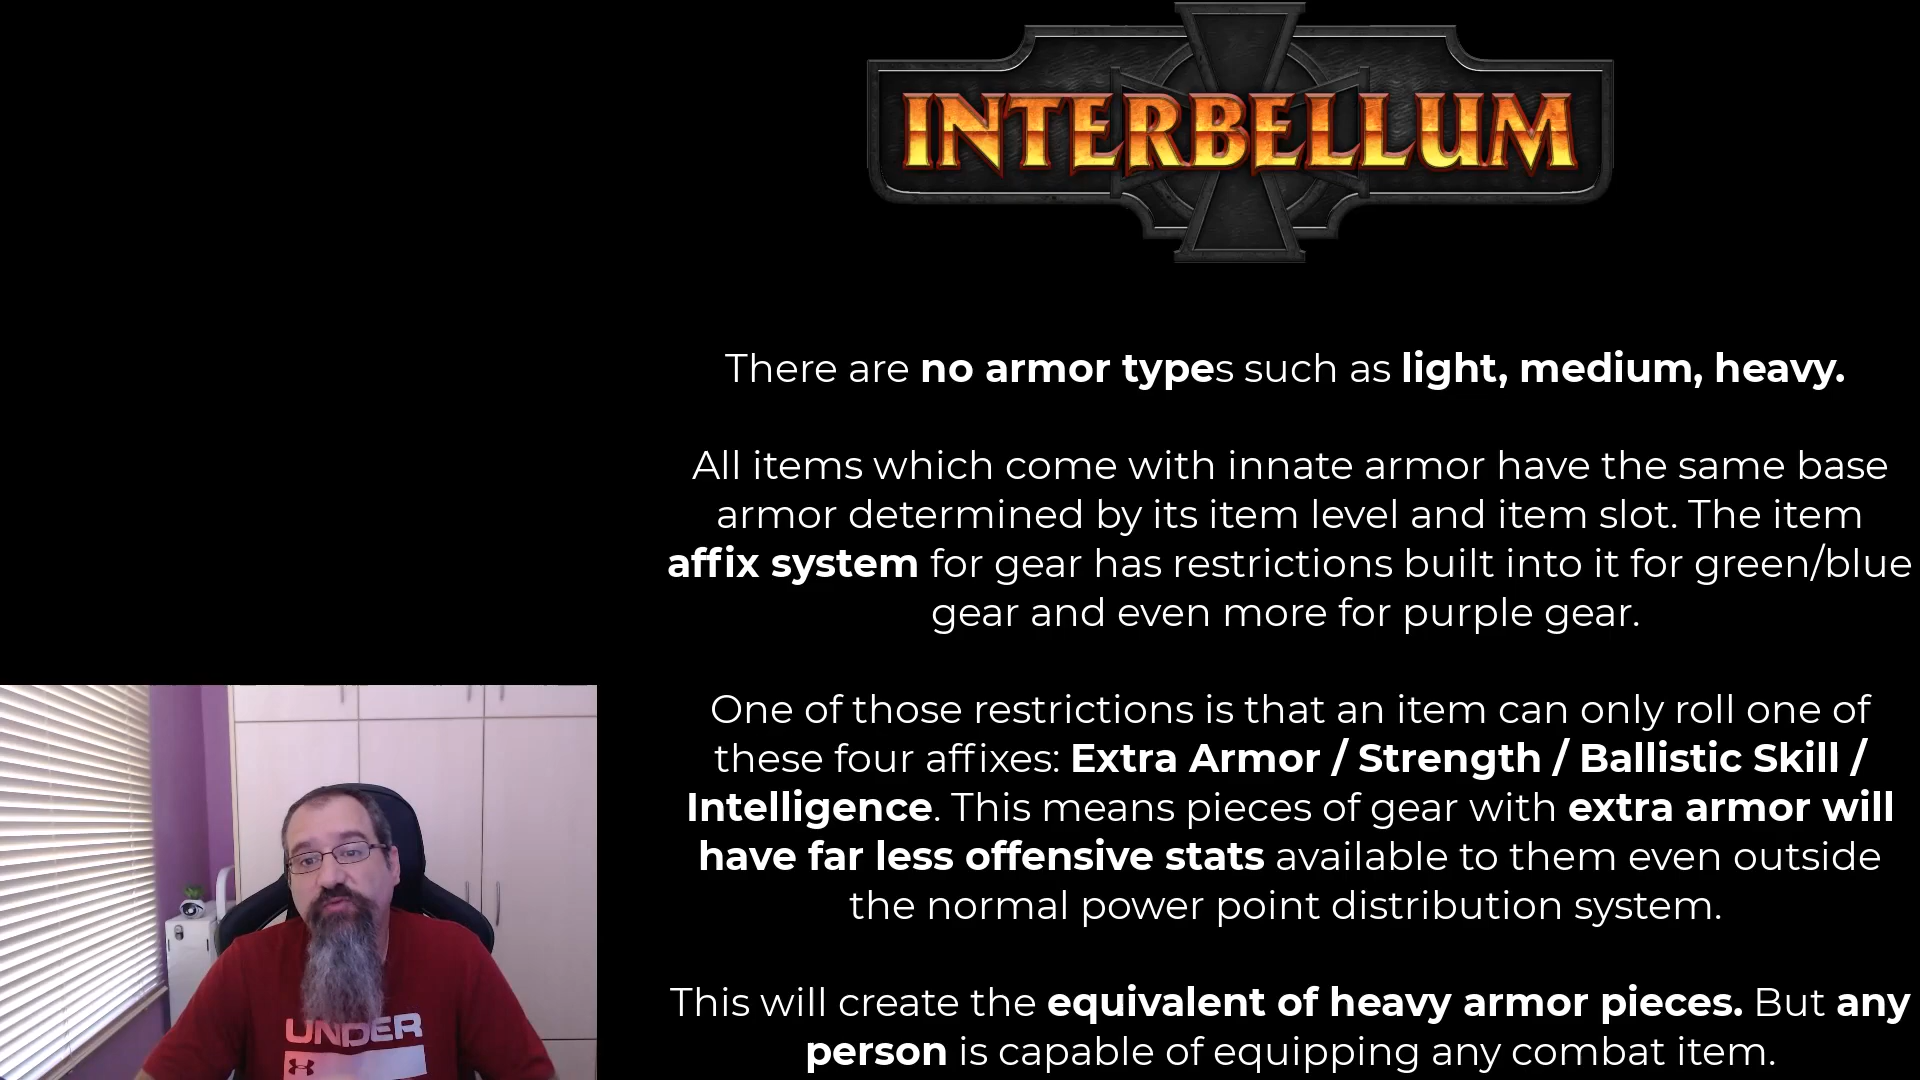 INTERBELLUM
There are no armor types such as light, medium, heavy.
All items which come with innate armor have the same base
armor determined by its item level and item slot. The item
affix system for gear has restrictions built into it for green/blue
gear and even more for purple gear.
One of those restrictions is that an item can only roll one of
these four affixes: Extra Armor / Strength / Ballistic Skill /
Intelligence. This means pieces of gear with extra armor will
have far less offensive stats available to them even outside
the normal power point distribution system.
This will create the equivalent of heavy armor pieces. But any
person is capable of equipping any combat item.
UNDER